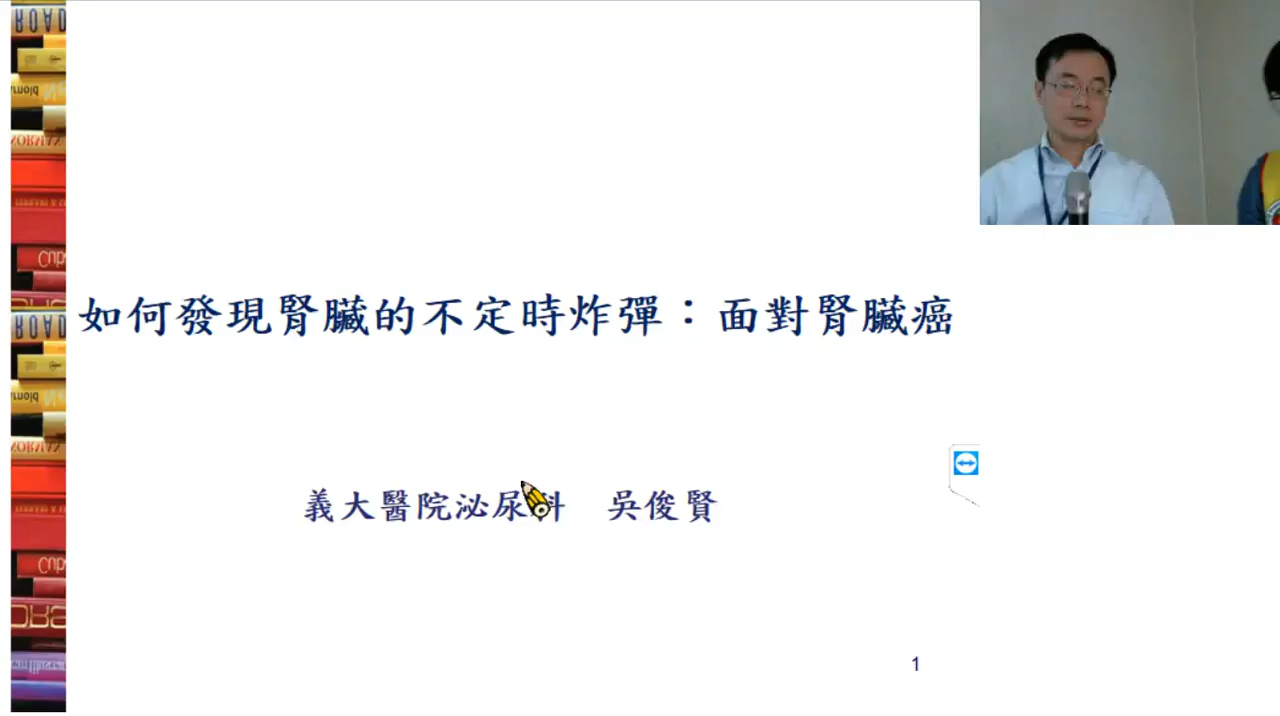 如何發現腎臟的不定時炸彈：面對腎臟癌
義大醫院泌尿科 吳俊賢
1